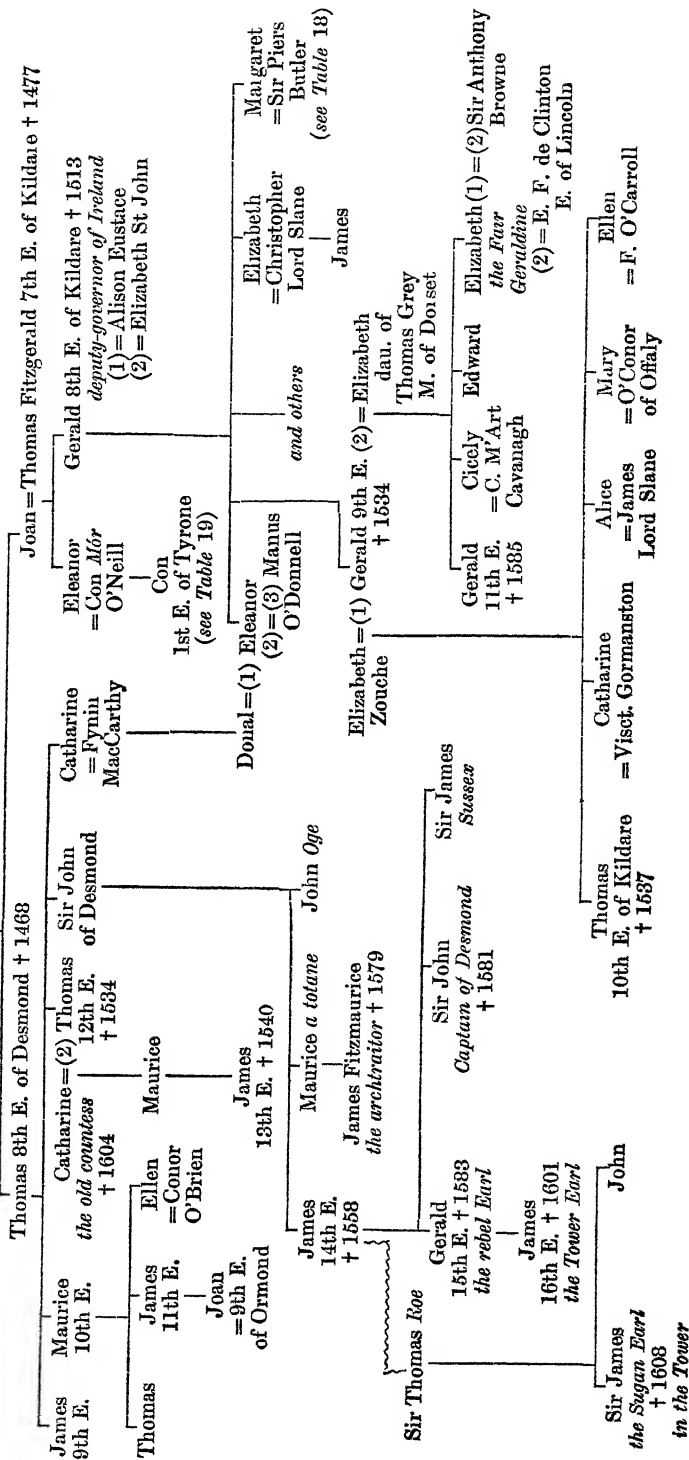 Thomas 8th E. of Desmond † 1468
Joan = Thomas Fitzgerald 7th E. of Kildare † 1477
James
9th E.
Maurice
10th E.
Catharine = (2) Thomas
the old countess
† 1604
12th E.
† 1534
Sir John
of Desmond
Catharine
= Fynin
MacCarthy
Eleanor
= Con Mór
O'Neill
Con
1st E. of Tyrone
(see Table 19)
Gerald 8th E. of Kildare † 1513
deputy-governor of Ireland
(1) = Alison Eustace
(2) = Elizabeth St John
Thomas
James
11th E.
Ellen
= Conor
O'Brien
Joan
= 9th E.
of Ormond
Maurice
James
13th E. † 1540
Donal = (1) Eleanor
(2) = (3) Manus
O'Donnell
and others
Elizabeth
= Christopher
Lord Slane
James
Margaret
= Sir Piers
Butler
(see Table 18)
James
14th E.
† 1558
Maurice a totane
James Fitzmaurice
the archtraitor † 1579
John Oge
Elizabeth = (1) Gerald 9th E. (2) = Elizabeth
Zouche
† 1534
dau. of
Thomas Grey
M. of Dorset
Sir Thomas Roe
Gerald
15th E. † 1583
the rebel Earl
James
16th E. † 1601
the Tower Earl
Sir John
Captain of Desmond
† 1581
Sir James
Sussex
Gerald
11th E.
† 1585
Cicely
= C. M'Art
Cavanagh
Edward
Elizabeth (1) = (2) Sir Anthony
the Fair
Geraldine
Browne
(2) = E. F. de Clinton
E. of Lincoln
Sir James
the Sugan Earl
† 1608
in the Tower
John
Thomas
10th E. of Kildare
† 1537
Catharine
= Visct. Gormanston
Alice
= James
Lord Slane
Mary
= O'Conor
of Offaly
Ellen
= F. O'Carroll